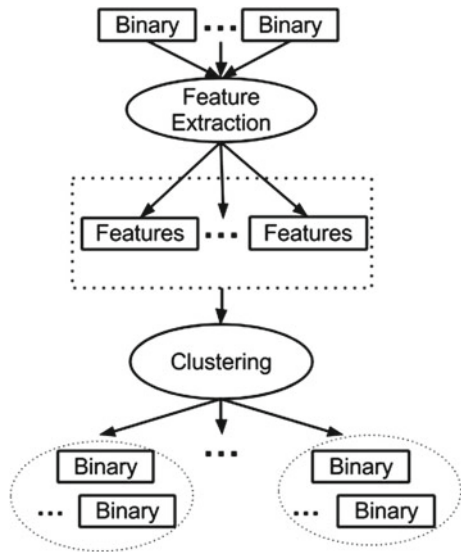 Binary ... Binary
Feature
Extraction
Features ... Features
Clustering
...
Binary Binary
... Binary ... Binary